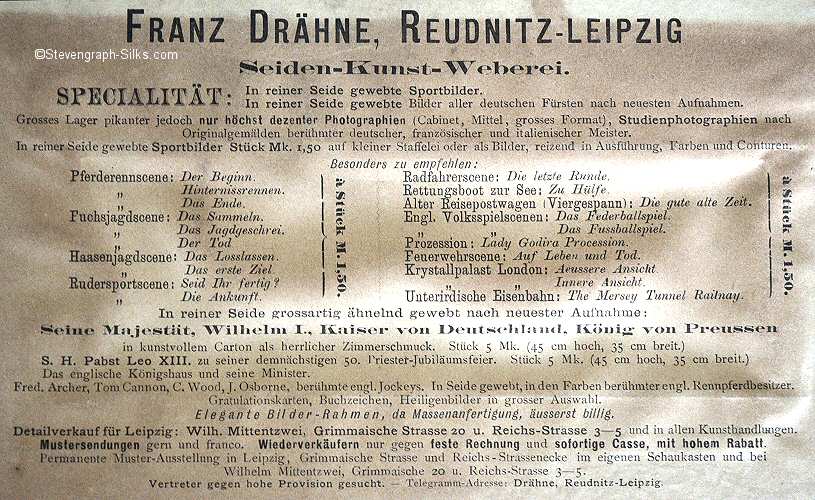 FRANZ DRÄHNE, REUDNITZ-LEIPZIG
©Stevengraph-Silks.com
Seiden-Kunst-Weberei.
SPECIALITÄT: In reiner Seide gewebte Sportbilder.
In reiner Seide gewebte Bilder aller deutschen Fürsten nach neuesten Aufnahmen.
Grosses Lager pikanter jedoch nur höchst dezenter Photographien (Cabinet, Mittel, grosses Format), Studienphotographien nach
Originalgemälden berühmter deutscher, französischer und italienischer Meister.
In reiner Seide gewebte Sportbilder Stück Mk. 1,50 auf kleiner Staffelei oder als Bilder, reizend in Ausführung, Farben und Conturen.
Besonders zu empfehlen:
Pferderennscene: Der Beginn.
„ Hinternissrennen.
„ Das Ende.
Fuchsjagdscene: Das Sammeln.
„ Das Jagdgeschrei.
„ Der Tod
Haasenjagdscene: Das Losslassen.
„ Das erste Ziel
Rudersportscene: Seid Ihr fertig?
„ Die Ankunft.
à Stück M. 1,50.
Radfahrerscene: Die letzte Runde.
Rettungsboot zur See: Zu Hülfe.
Alter Reisepostwagen (Viergespann): Die gute alte Zeit.
Engl. Volksspielscenen: Das Federballspiel.
„ „ Das Fussballspiel.
Prozession: Lady Godira Procession.
Feuerwehrscene: Auf Leben und Tod.
Krystallpalast London: Aeussere Ansicht.
„ „ Innere Ansicht.
Unterirdische Eisenbahn: The Mersey Tunnel Railnay.
à Stück M. 1,50.
In reiner Seide grossartig ähnelnd gewebt nach neuester Aufnahme:
Seine Majestät, Wilhelm I., Kaiser von Deutschland, König von Preussen
in kunstvollem Carton als herrlicher Zimmerschmuck. Stück 5 Mk. (45 cm hoch, 35 cm breit.)
S. H. Pabst Leo XIII. zu seiner demnächstigen 50. Priester-Jubiläumsfeier. Stück 5 Mk. (45 cm hoch, 35 cm breit.)
Das englische Königshaus und seine Minister.
Fred. Archer, Tom Cannon, C. Wood, J. Osborne, berühmte engl. Jockeys. In Seide gewebt, in den Farben berühmter engl. Rennpferdbesitzer.
Gratulationskarten, Buchzeichen, Heiligenbilder in grosser Auswahl.
Elegante Bilder-Rahmen, da Massenanfertigung, äusserst billig.
Detailverkauf für Leipzig: Wilh. Mittentzwei, Grimmaische Strasse 20 u. Reichs-Strasse 3—5 und in allen Kunsthandlungen.
Mustersendungen gern und franco. Wiederverkäufern nur gegen feste Rechnung und sofortige Casse, mit hohem Rabatt.
Permanente Muster-Ausstellung in Leipzig, Grimmaische Strasse und Reichs-Strassenecke im eigenen Schaukasten und bei
Wilhelm Mittentzwei, Grimmaische 20 u. Reichs-Strasse 3—5.
Vertreter gegen hohe Provision gesucht. — Telegramm-Adresse: Drähne, Reudnitz-Leipzig.